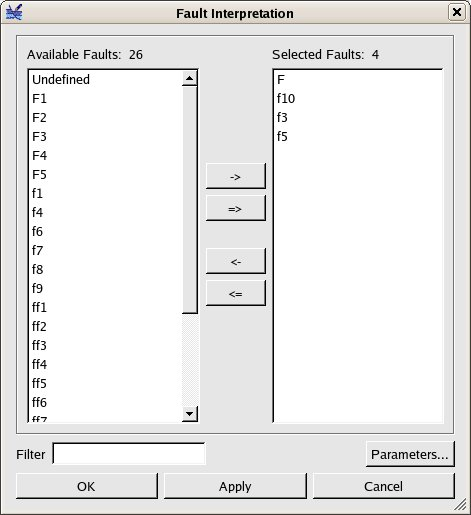 Fault Interpretation
Available Faults: 26
Undefined
F1
F2
F3
F4
F5
f1
f4
f6
f7
f8
f9
ff1
ff2
ff3
ff4
ff5
ff6
ff7
->
=>
<-
<=
Selected Faults: 4
F
f10
f3
f5
Filter
Parameters...
OK
Apply
Cancel